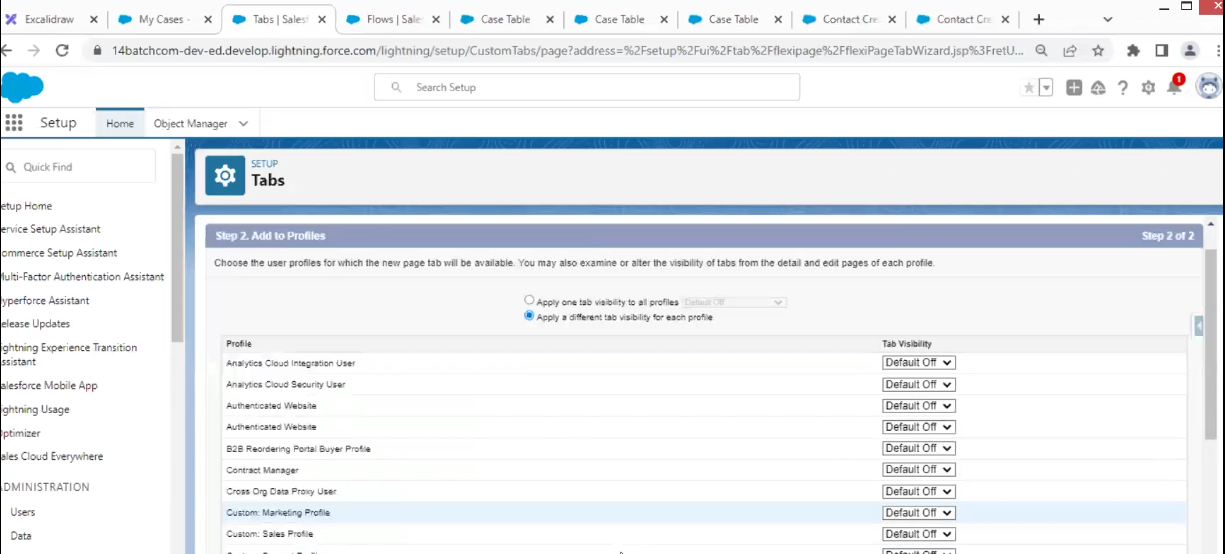 Excalidraw
My Cases -
Tabs | Sales
Flows | Sale
Case Table
Case Table
Case Table
Contact Cre
Contact Cre
14batchcom-dev-ed.develop.lightning.force.com/lightning/setup/CustomTabs/page?address=%2Fsetup%2Fui%2Ftab%2Fflexipage%2FflexiPageTabWizard.jsp%3FretU...
Search Setup
1
Setup
Home
Object Manager
Quick Find
SETUP
Tabs
etup Home
ervice Setup Assistant
ommerce Setup Assistant
Multi-Factor Authentication Assistant
yperforce Assistant
elease Updates
ightning Experience Transition
ssistant
alesforce Mobile App
ightning Usage
ptimizer
ales Cloud Everywhere
ADMINISTRATION
Users
Data
Step 2. Add to Profiles
Step 2 of 2
Choose the user profiles for which the new page tab will be available. You may also examine or alter the visibility of tabs from the detail and edit pages of each profile.
Apply one tab visibility to all profiles Default Off
Apply a different tab visibility for each profile
Profile Tab Visibility
Analytics Cloud Integration User Default Off
Analytics Cloud Security User Default Off
Authenticated Website Default Off
Authenticated Website Default Off
B2B Reordering Portal Buyer Profile Default Off
Contract Manager Default Off
Cross Org Data Proxy User Default Off
Custom: Marketing Profile Default Off
Custom: Sales Profile Default Off